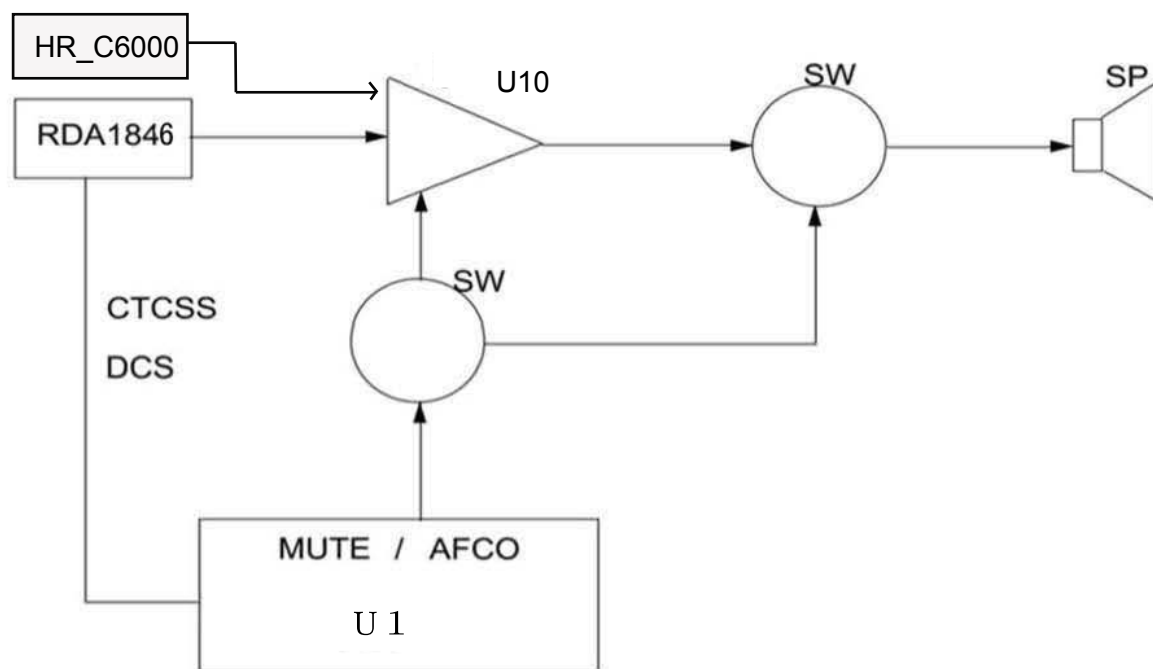 HR_C6000
U10
SW
SP
RDA1846
SW
CTCSS
DCS
MUTE / AFCO
U 1